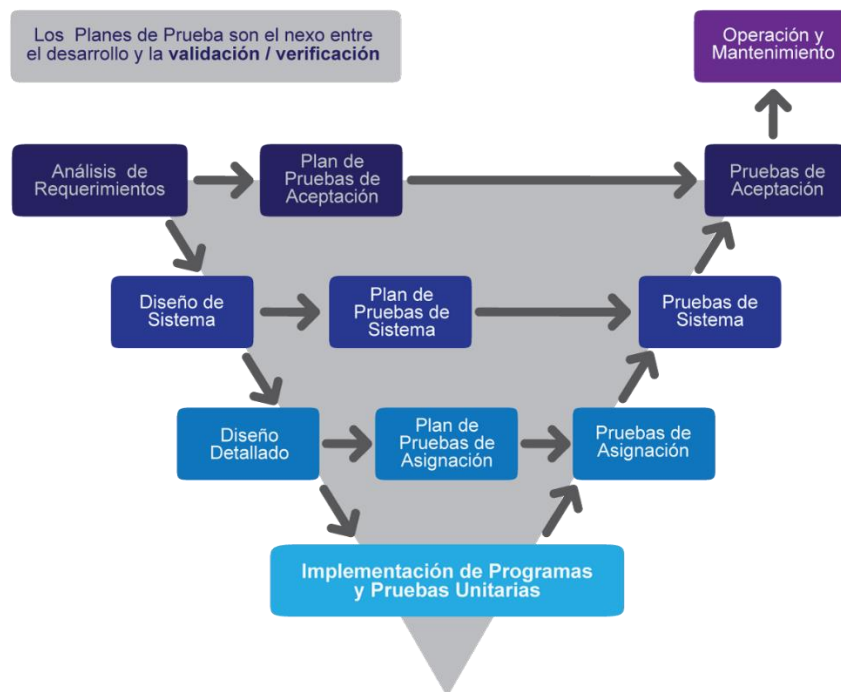 Los Planes de Prueba son el nexo entre
el desarrollo y la validación / verificación
Operación y
Mantenimiento
Análisis de
Requerimientos
Plan de
Pruebas de
Aceptación
Pruebas de
Aceptación
Diseño de
Sistema
Plan de
Pruebas de
Sistema
Pruebas de
Sistema
Diseño
Detallado
Plan de
Pruebas de
Asignación
Pruebas de
Asignación
Implementación de Programas
y Pruebas Unitarias